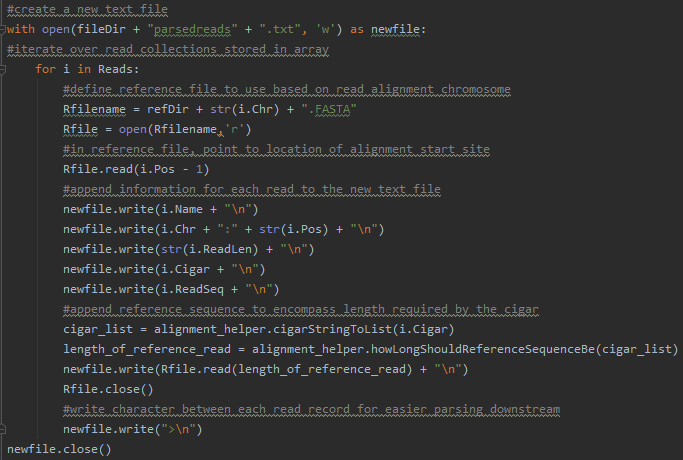 #create a new text file
with open(fileDir + "parsedreads" + ".txt", 'w') as newfile:
#iterate over read collections stored in array
    for i in Reads:
        #define reference file to use based on read alignment chromosome
        Rfilename = refDir + str(i.Chr) + ".FASTA"
        Rfile = open(Rfilename,'r')
        #in reference file, point to location of alignment start site
        Rfile.read(i.Pos - 1)
        #append information for each read to the new text file
        newfile.write(i.Name + "\n")
        newfile.write(i.Chr + ":" + str(i.Pos) + "\n")
        newfile.write(str(i.ReadLen) + "\n")
        newfile.write(i.Cigar + "\n")
        newfile.write(i.ReadSeq + "\n")
        #append reference sequence to encompass length required by the cigar
        cigar_list = alignment_helper.cigarStringToList(i.Cigar)
        length_of_reference_read = alignment_helper.howLongShouldReferenceSequenceBe(cigar_list)
        newfile.write(Rfile.read(length_of_reference_read) + "\n")
        Rfile.close()
        #write character between each read record for easier parsing downstream
        newfile.write(">\n")
newfile.close()